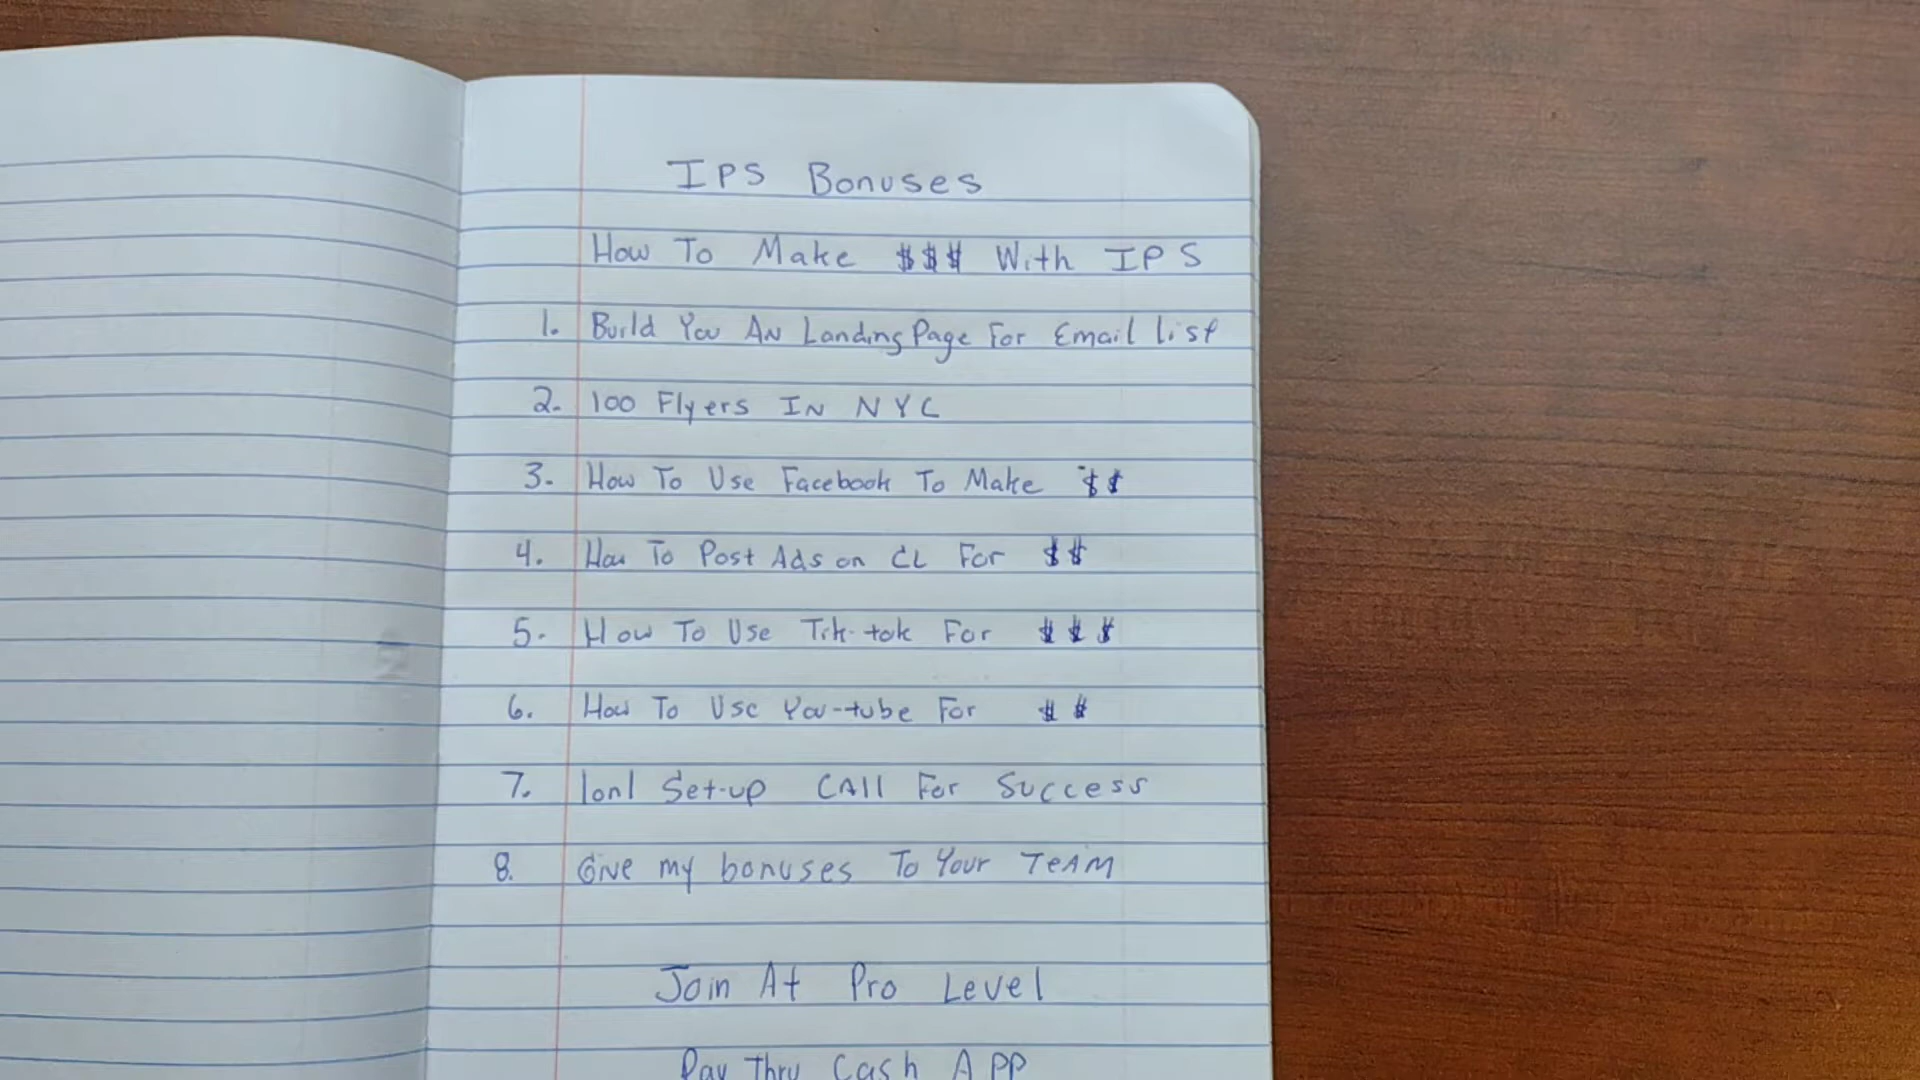 IPS Bonuses
How To Make $$$ With IPS
1. Build You AN Landing Page For Email list
2. 100 Flyers IN NYC
3. How To Use Facebook To Make $$
4. How To Post Ads on CL For $$
5. How To Use Tik-tok For $$$
6. How To Use You-tube For $$
7. 1on1 Set-up CAll For Success
8. Give my bonuses To Your TEAM
Join At Pro Level
Pay Thru Cash APP